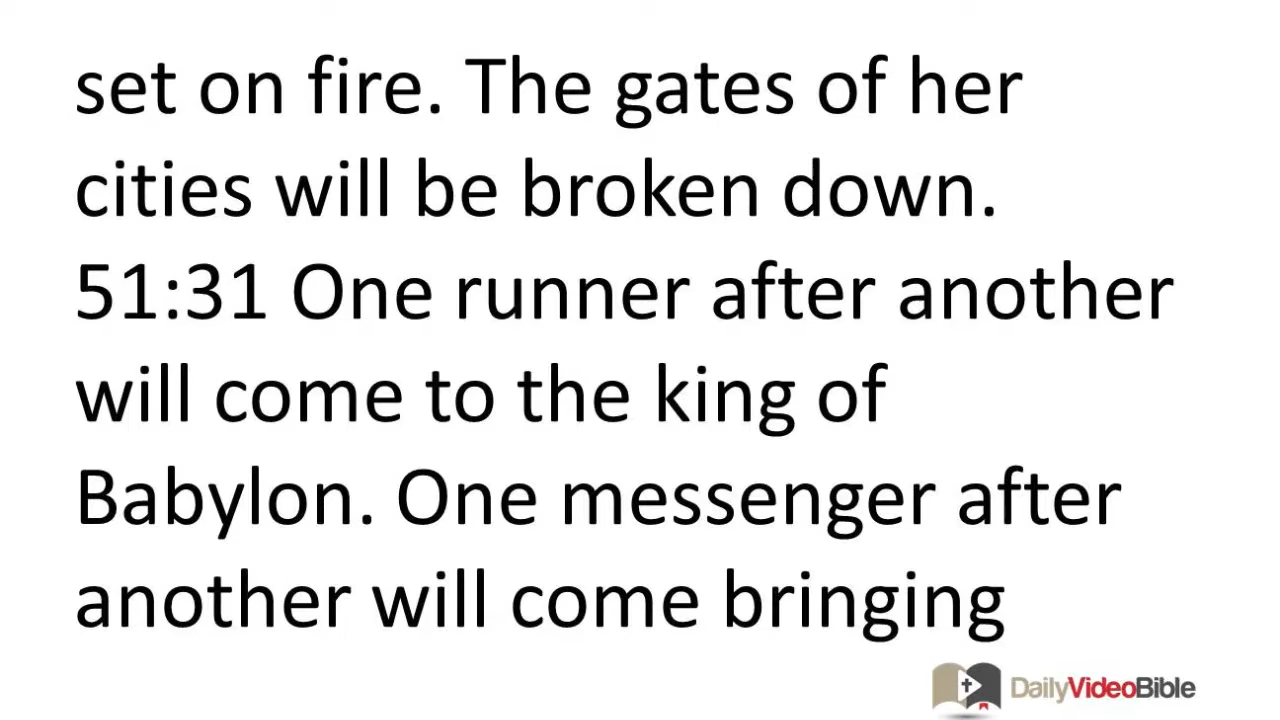 set on fire. The gates of her
cities will be broken down.
51:31 One runner after another
will come to the king of
Babylon. One messenger after
another will come bringing
DailyVideoBible